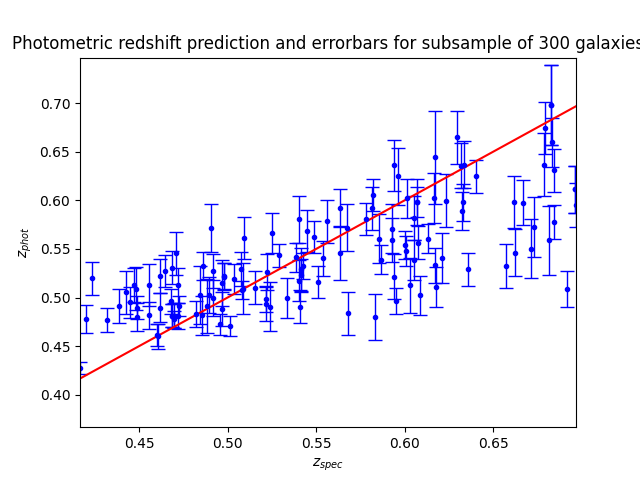 Photometric redshift prediction and errorbars for subsample of 300 galaxies
0.70
0.65
0.60
0.55
0.50
0.45
0.40
z_phot
0.45 0.50 0.55 0.60 0.65
z_spec